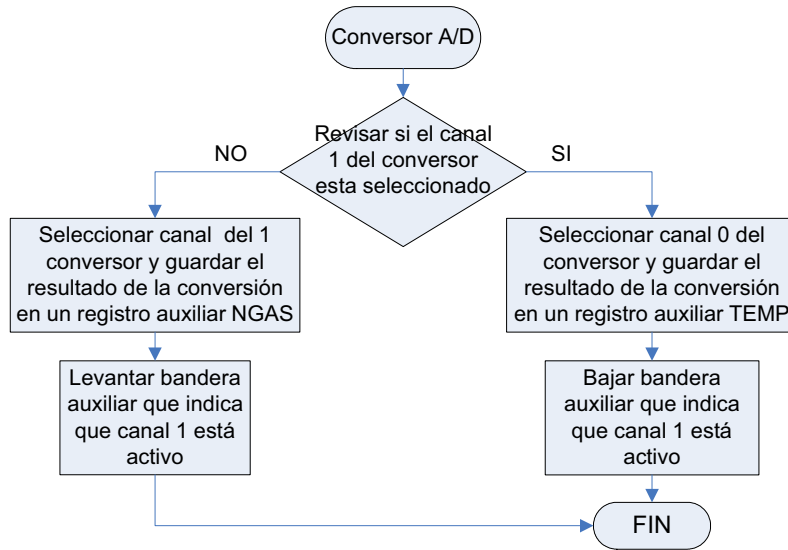 Conversor A/D
Revisar si el canal
1 del conversor
esta seleccionado
NO
SI
Seleccionar canal del 1
conversor y guardar el
resultado de la conversión
en un registro auxiliar NGAS
Seleccionar canal 0 del
conversor y guardar el
resultado de la conversión
en un registro auxiliar TEMP
Levantar bandera
auxiliar que indica
que canal 1 está
activo
Bajar bandera
auxiliar que indica
que canal 1 está
activo
FIN